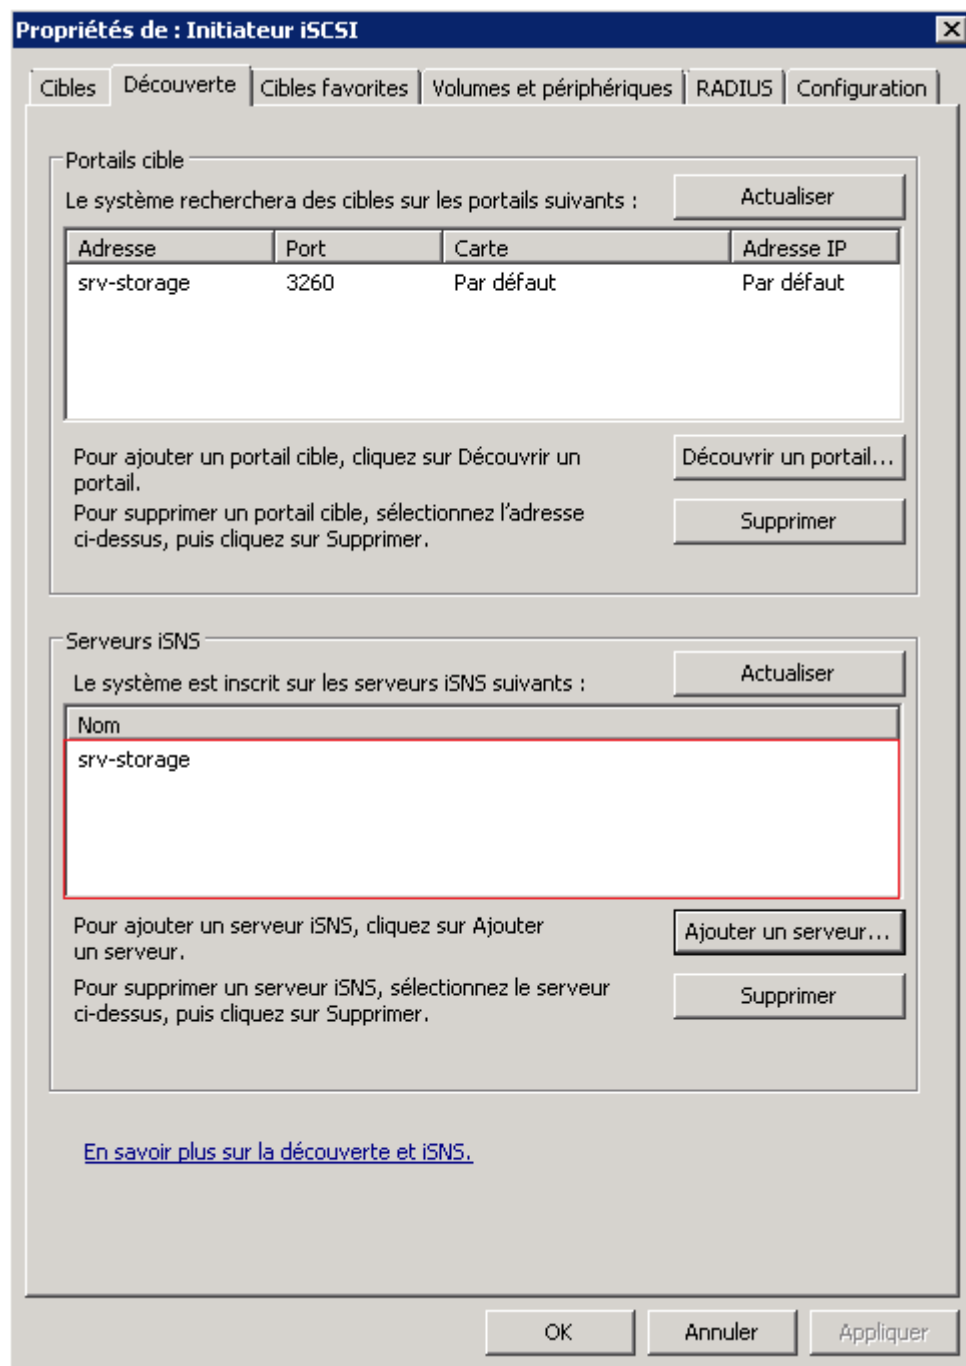 Propriétés de : Initiateur iSCSI
Cibles
Découverte
Cibles favorites
Volumes et périphériques
RADIUS
Configuration
Portails cible
Le système recherchera des cibles sur les portails suivants :
Actualiser
Adresse
Port
Carte
Adresse IP
srv-storage
3260
Par défaut
Par défaut
Pour ajouter un portail cible, cliquez sur Découvrir un
portail.
Découvrir un portail...
Pour supprimer un portail cible, sélectionnez l'adresse
ci-dessus, puis cliquez sur Supprimer.
Supprimer
Serveurs iSNS
Le système est inscrit sur les serveurs iSNS suivants :
Actualiser
Nom
srv-storage
Pour ajouter un serveur iSNS, cliquez sur Ajouter
un serveur.
Ajouter un serveur...
Pour supprimer un serveur iSNS, sélectionnez le serveur
ci-dessus, puis cliquez sur Supprimer.
Supprimer
En savoir plus sur la découverte et iSNS.
OK
Annuler
Appliquer